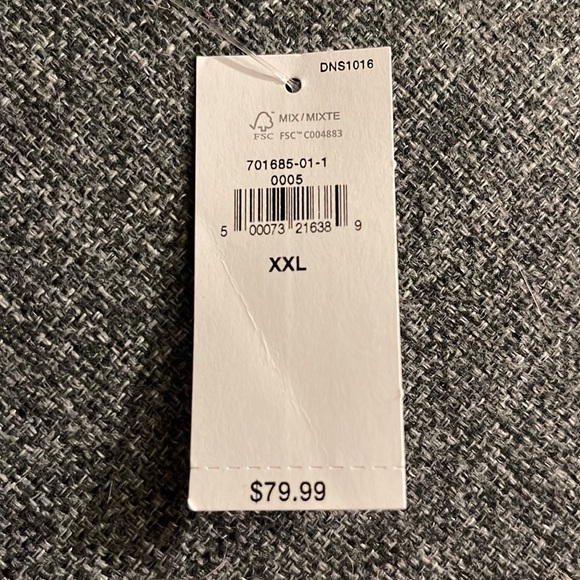 DNS1016
MIX/MIXTE
FSC
FSC™ C004883
701685-01-1
0005
5 00073 21638 9
XXL
$79.99